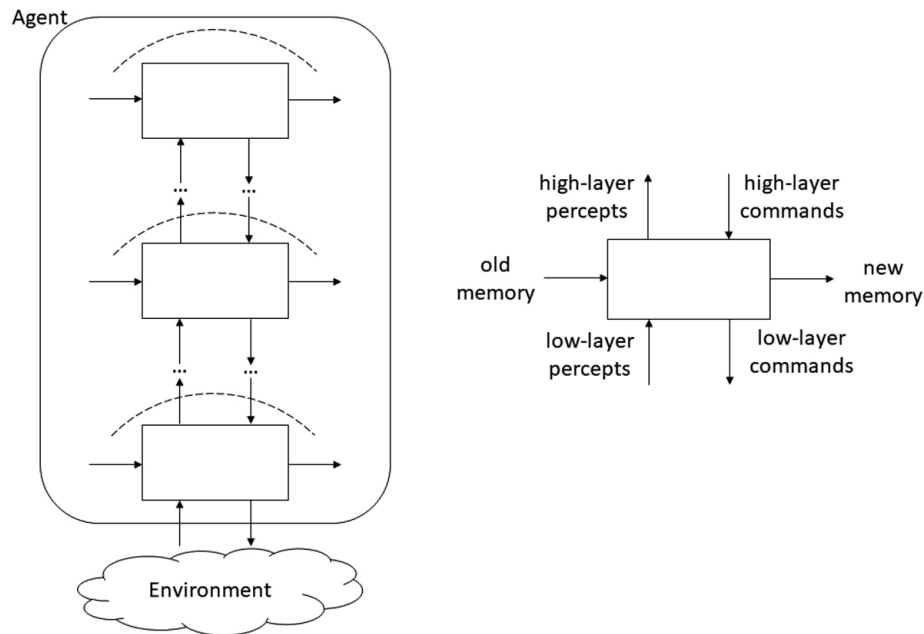 Agent
...
...
...
...
Environment
high-layer
percepts
high-layer
commands
old
memory
new
memory
low-layer
percepts
low-layer
commands